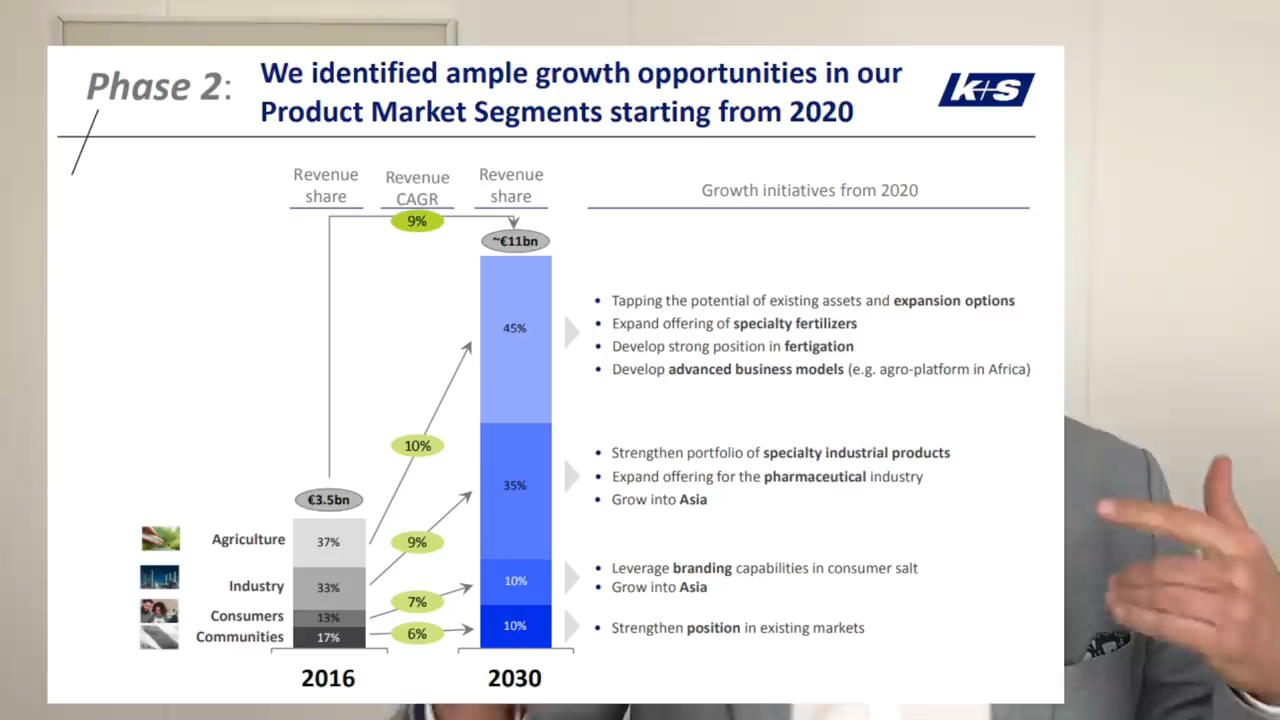 Phase 2:
We identified ample growth opportunities in our
Product Market Segments starting from 2020
K+S
Revenue
share
Revenue
CAGR
Revenue
share
Growth initiatives from 2020
9%
~€11bn
45%
• Tapping the potential of existing assets and expansion options
• Expand offering of specialty fertilizers
• Develop strong position in fertigation
• Develop advanced business models (e.g. agro-platform in Africa)
10%
35%
• Strengthen portfolio of specialty industrial products
• Expand offering for the pharmaceutical industry
• Grow into Asia
€3.5bn
Agriculture
37%
9%
Industry
33%
7%
10%
• Leverage branding capabilities in consumer salt
• Grow into Asia
Consumers
13%
Communities
17%
6%
10%
• Strengthen position in existing markets
2016
2030